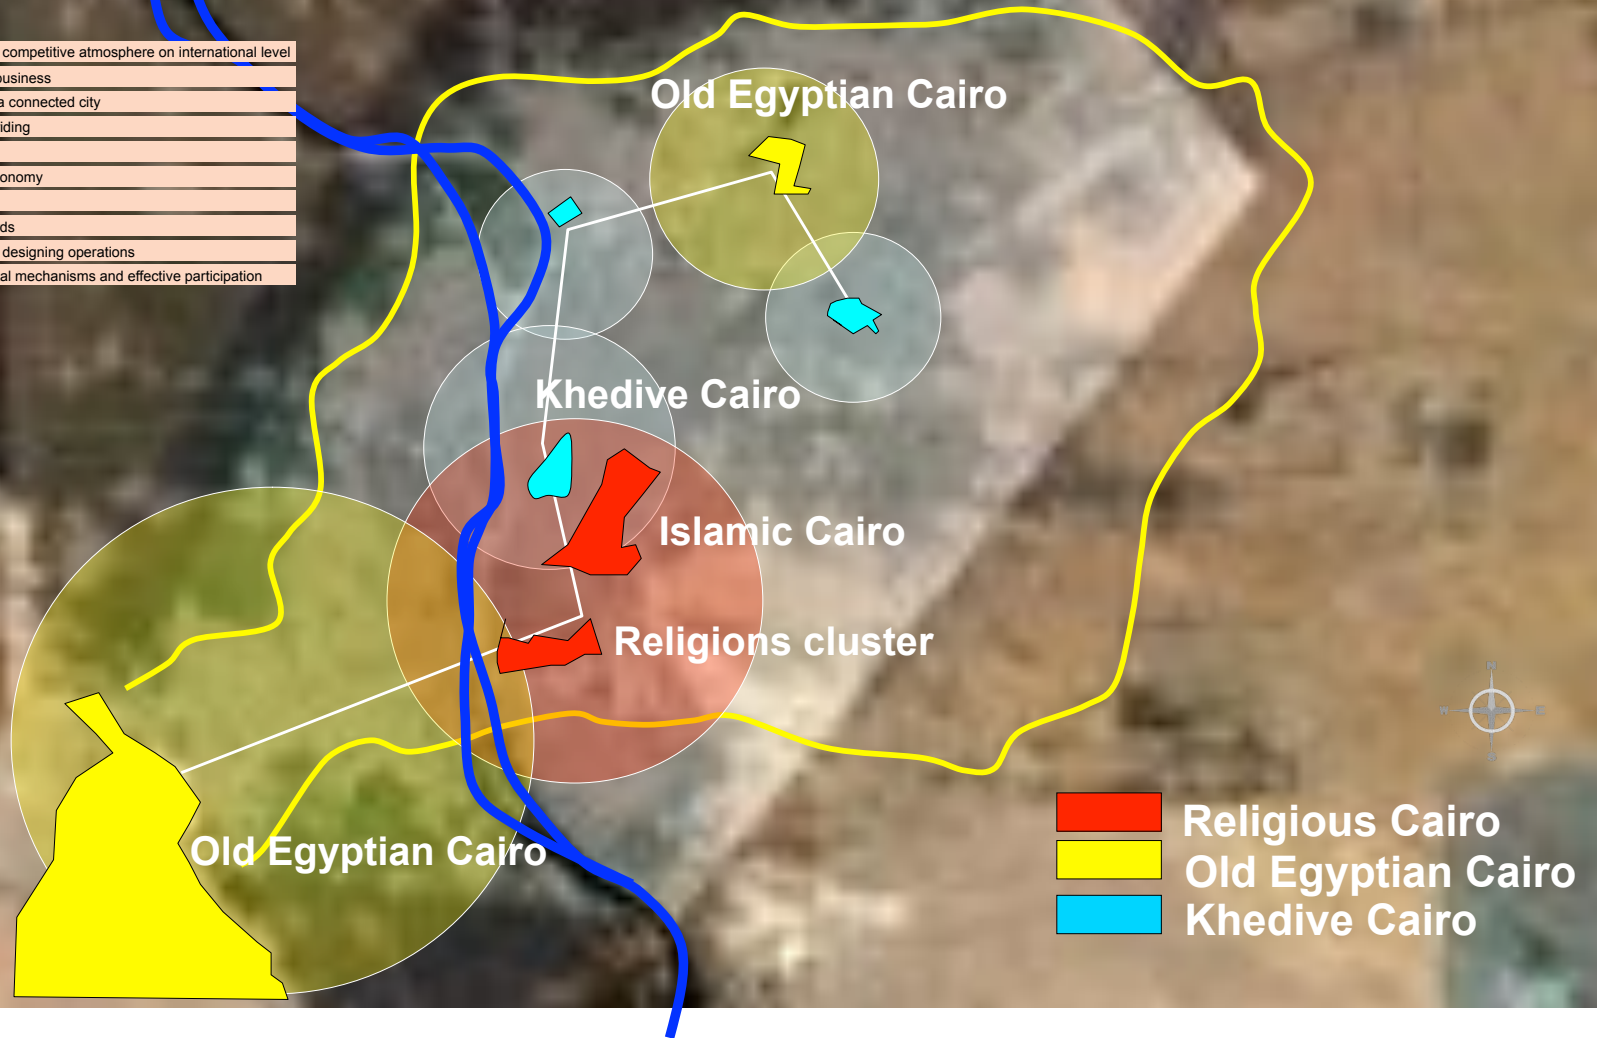 competitive atmosphere on international level
business
a connected city
iding
onomy
ds
designing operations
al mechanisms and effective participation
Old Egyptian Cairo
Khedive Cairo
Islamic Cairo
Religions cluster
Old Egyptian Cairo
Religious Cairo
Old Egyptian Cairo
Khedive Cairo
N
W
E
S